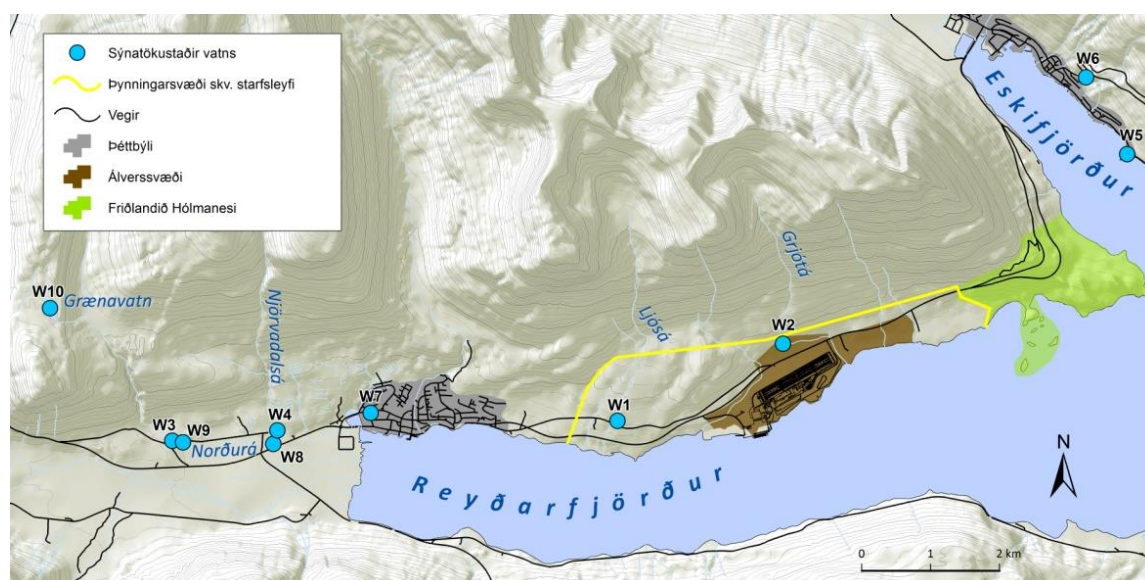 Sýnatökustaðir vatns
Þynningarsvæði skv. starfsleyfi
Vegir
Þéttbýli
Álverssvæði
Friðlandið Hólmanesi
W6
W5
Eskifjörður
Grjótá
Ljósá
W2
W10
Grænavatn
Njörvadalsá
W7
W1
W4
W3
W9
Norðurá
W8
Reyðarfjörður
N
0 1 2 km